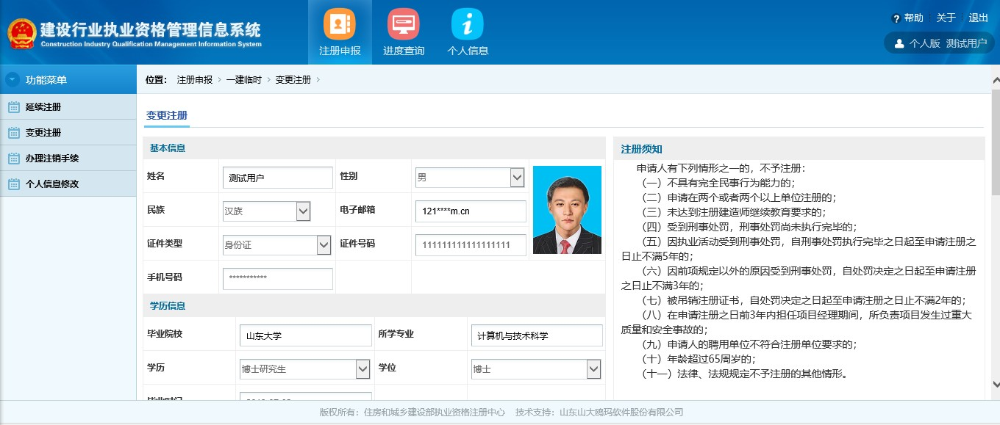 建设行业执业资格管理信息系统
Construction Industry Qualification Management Information System
注册申报 进度查询 个人信息
帮助 关于 退出
个人版 测试用户
功能菜单
延续注册
变更注册
办理注销手续
个人信息修改
位置： 注册申报 > 一建临时 > 变更注册 >
变更注册
基本信息
姓名 测试用户 性别 男
民族 汉族 电子邮箱 121****m.cn
证件类型 身份证 证件号码 111111111111111111
手机号码 ***********
学历信息
毕业院校 山东大学 所学专业 计算机与技术科学
学历 博士研究生 学位 博士
注册须知
申请人有下列情形之一的，不予注册：
（一）不具有完全民事行为能力的；
（二）申请在两个或者两个以上单位注册的；
（三）未达到注册建造师继续教育要求的；
（四）受到刑事处罚，刑事处罚尚未执行完毕的；
（五）因执业活动受到刑事处罚，自刑事处罚执行完毕之日起至申请注册之
日止不满5年的；
（六）因前项规定以外的原因受到刑事处罚，自处罚决定之日起至申请注册
之日止不满3年的；
（七）被吊销注册证书，自处罚决定之日起至申请注册之日止不满2年的；
（八）在申请注册之日前3年内担任项目经理期间，所负责项目发生过重大
质量和安全事故的；
（九）申请人的聘用单位不符合注册单位要求的；
（十）年龄超过65周岁的；
（十一）法律、法规规定不予注册的其他情形。
版权所有：住房和城乡建设部执业资格注册中心 技术支持：山东山大鸥玛软件股份有限公司